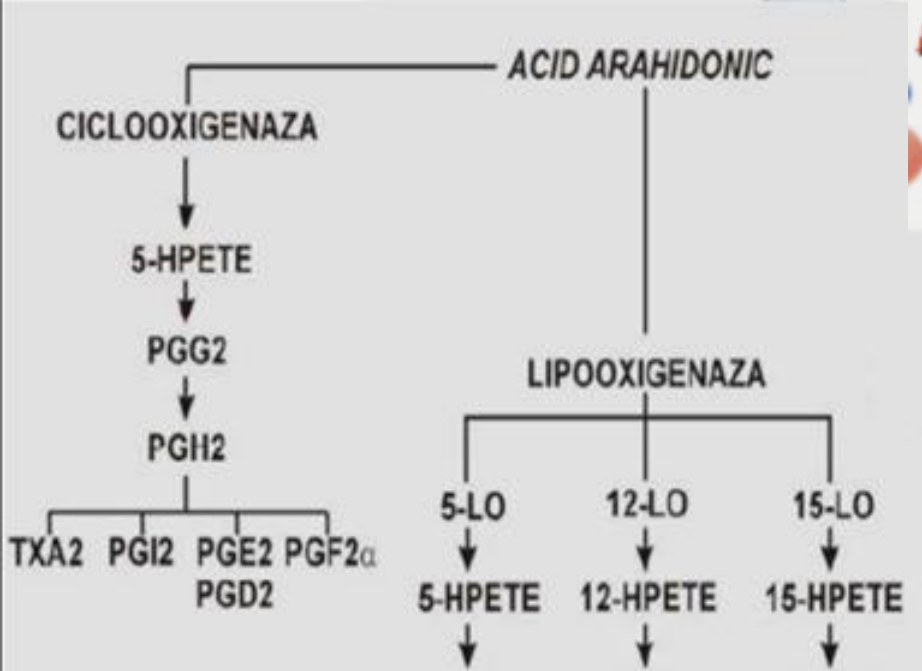 ACID ARAHIDONIC
CICLOOXIGENAZA
5-HPETE
PGG2
PGH2
TXA2 PGI2 PGE2 PGF2α
PGD2
LIPOOXIGENAZA
5-LO 12-LO 15-LO
5-HPETE 12-HPETE 15-HPETE